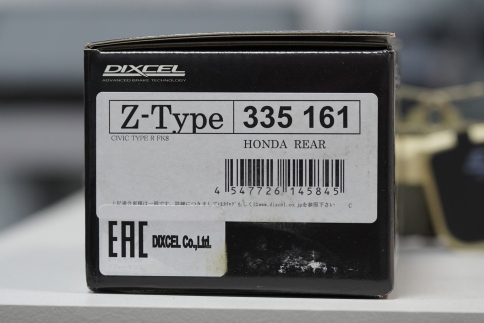 DIXCEL
ADVANCED BRAKE TECHNOLOGY
Z-Type 335 161
CIVIC TYPE R FK8
HONDA REAR
4 547726 145845
EAC DIXCEL Co.,Ltd.